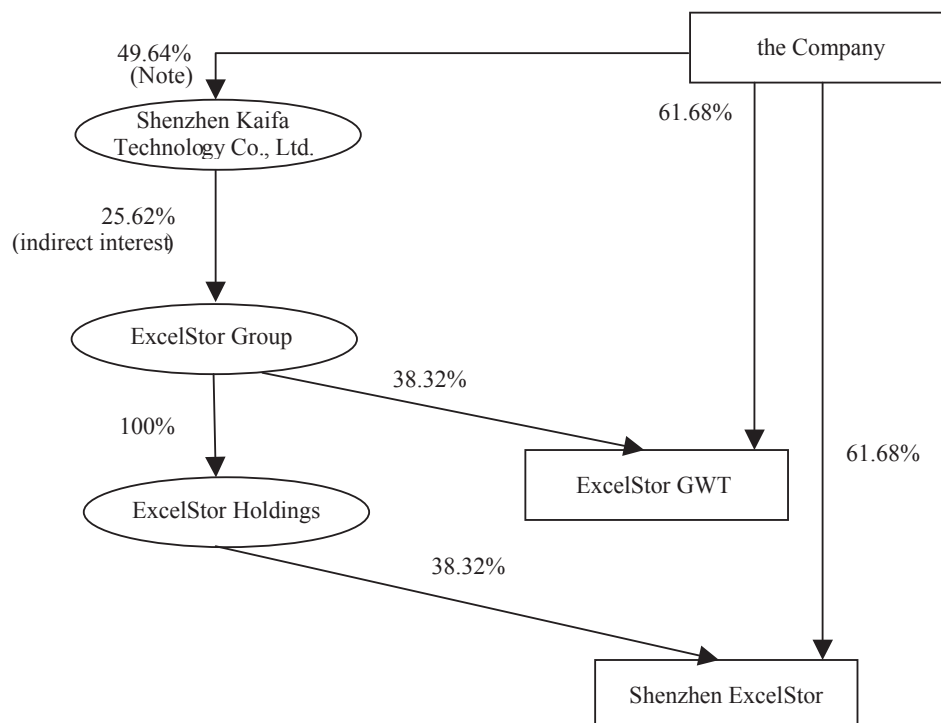 the Company
49.64%
(Note)
61.68%
Shenzhen Kaifa
Technology Co., Ltd.
25.62%
(indirect interest)
ExcelStor Group
38.32%
100%
61.68%
ExcelStor GWT
ExcelStor Holdings
38.32%
Shenzhen ExcelStor